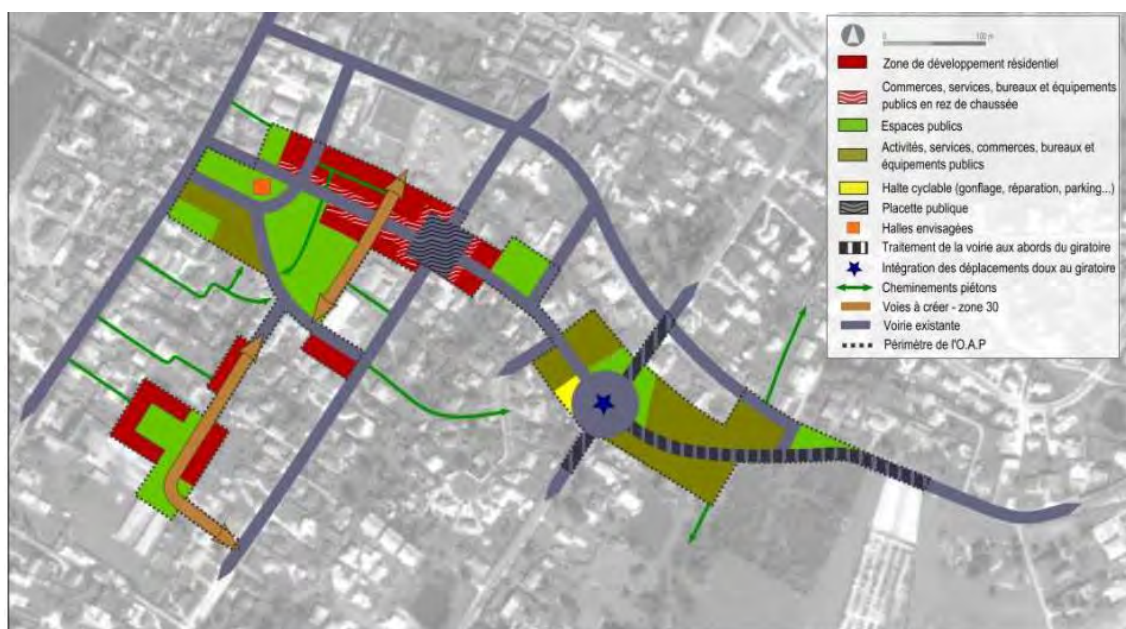 0 100 m
Zone de développement résidentiel
Commerces, services, bureaux et équipements
publics en rez de chaussée
Espaces publics
Activités, services, commerces, bureaux et
équipements publics
Halte cyclable (gonflage, réparation, parking...)
Placette publique
Halles envisagées
Traitement de la voirie aux abords du giratoire
Intégration des déplacements doux au giratoire
Cheminements piétons
Voies à créer - zone 30
Voirie existante
Périmètre de l'O.A.P